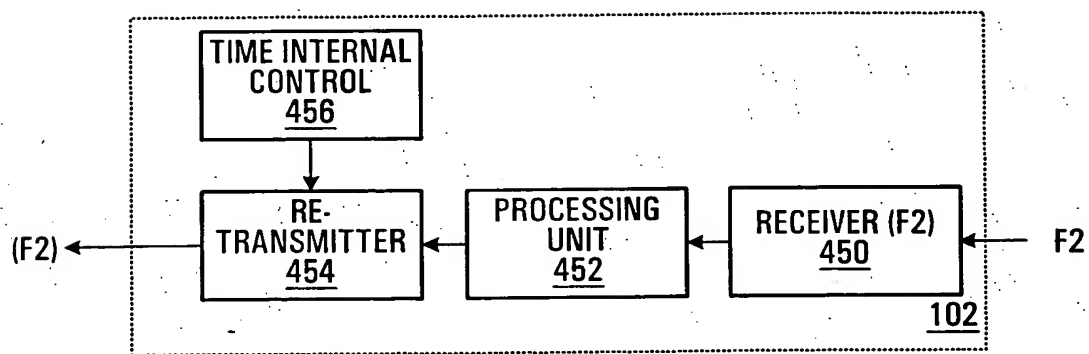 TIME INTERNAL
CONTROL
456
(F2)
RE-
TRANSMITTER
454
PROCESSING
UNIT
452
RECEIVER (F2)
450
F2
102